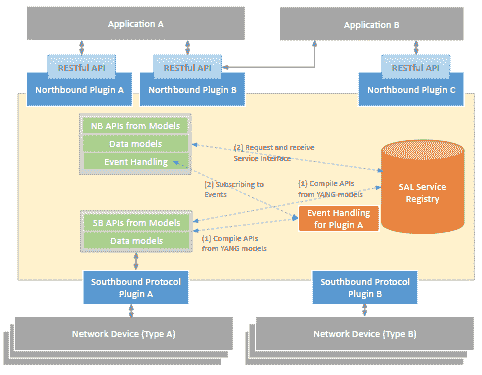 Application A
Application B
RESTful API
RESTful API
RESTful API
Northbound Plugin A
Northbound Plugin B
Northbound Plugin C
NB APIs from Models
Data models
Event Handling
(2) Request and receive
Service Interface
(2) Subscribing to
Events
(1) Compile APIs
from YANG models
SAL Service
Registry
SB APIs from Models
Data models
(1) Compile APIs
from YANG models
Event Handling
for Plugin A
Southbound Protocol
Plugin A
Southbound Protocol
Plugin B
Network Device (Type A)
Network Device (Type B)